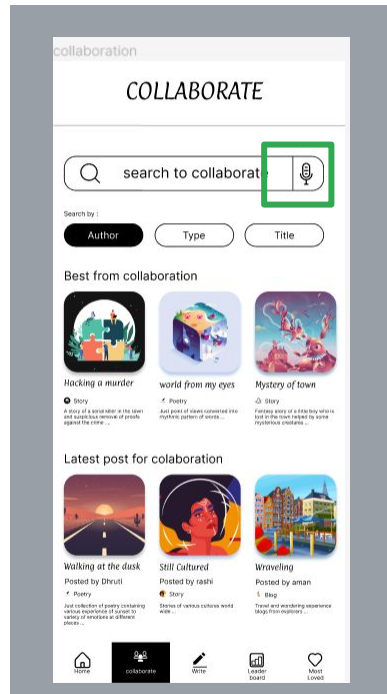 collaboration
COLLABORATE
search to collaborate
Search by :
Author Type Title
Best from collaboration
Hacking a murder
world from my eyes
Mystery of town
Story
Poetry
Story
A story of a serial killer in the town
and suspicious removal of proofs
against the crime ...
Just point of views converted into
rhythmic pattern of words ...
Fantasy story of a little boy who is
lost in the town helped by some
mysterious creatures ...
Latest post for colaboration
Walking at the dusk
Still Cultured
Wraveling
Posted by Dhruti
Posted by rashi
Posted by aman
Poetry
Story
Blog
Just collection of poetry containing
various experience of sunset to
variety of emotions at different
places ...
Stories of various cultures world
wide ...
Travel and wandering experience
blogs from explorers ...
Home
collaborate
Write
Leader
board
Most
Loved